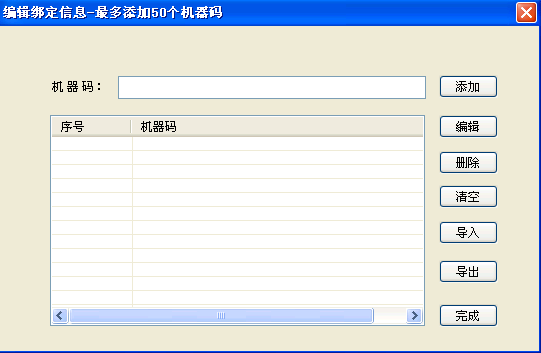 编辑绑定信息-最多添加50个机器码
机器码：
添加
序号 机器码
编辑
删除
清空
导入
导出
完成